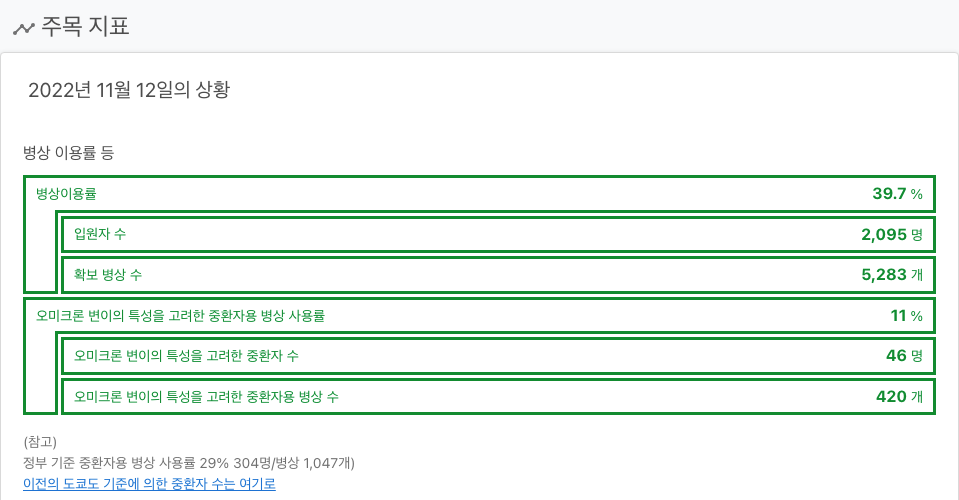 주목 지표
2022년 11월 12일의 상황
병상 이용률 등
병상이용률 39.7 %
입원자 수 2,095 명
확보 병상 수 5,283 개
오미크론 변이의 특성을 고려한 중환자용 병상 사용률 11 %
오미크론 변이의 특성을 고려한 중환자 수 46 명
오미크론 변이의 특성을 고려한 중환자용 병상 수 420 개
(참고)
정부 기준 중환자용 병상 사용률 29% 304명/병상 1,047개)
이전의 도쿄도 기준에 의한 중환자 수는 여기로